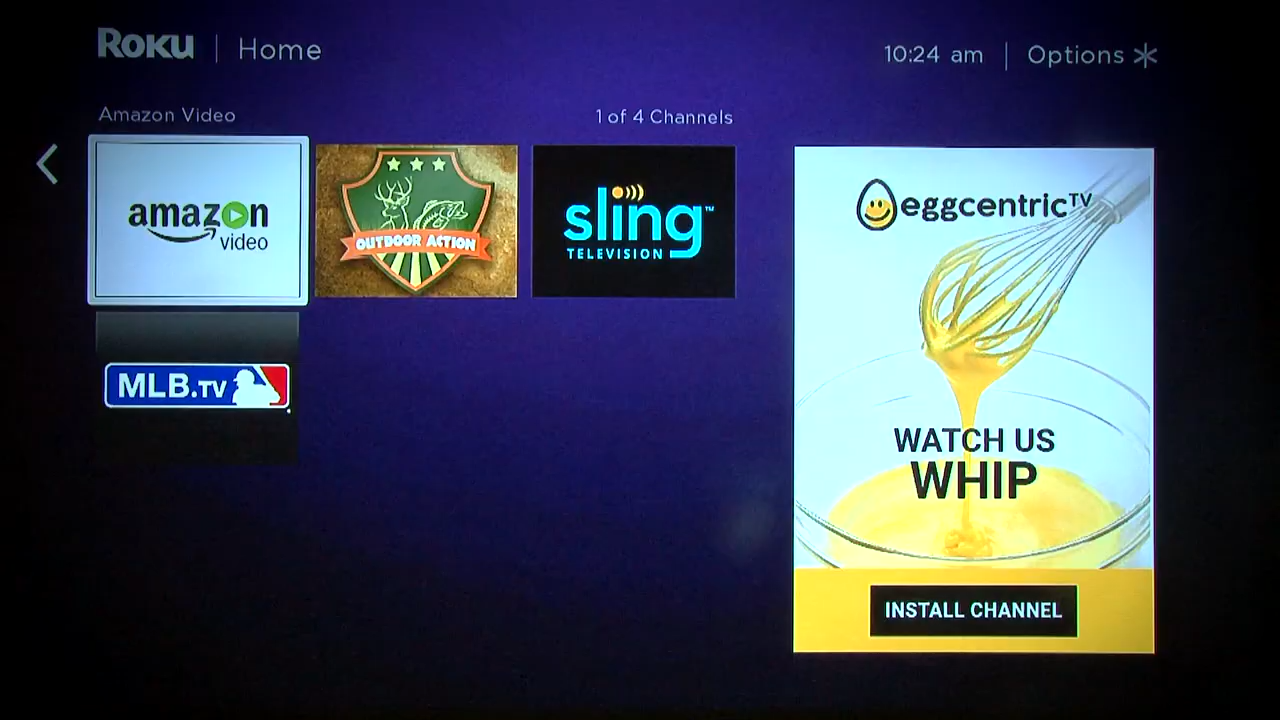 Roku | Home
10:24 am | Options *
Amazon Video
1 of 4 Channels
amazon
video
OUTDOOR ACTION
sling™
TELEVISION
MLB.TV
eggcentric TV
WATCH US
WHIP
INSTALL CHANNEL